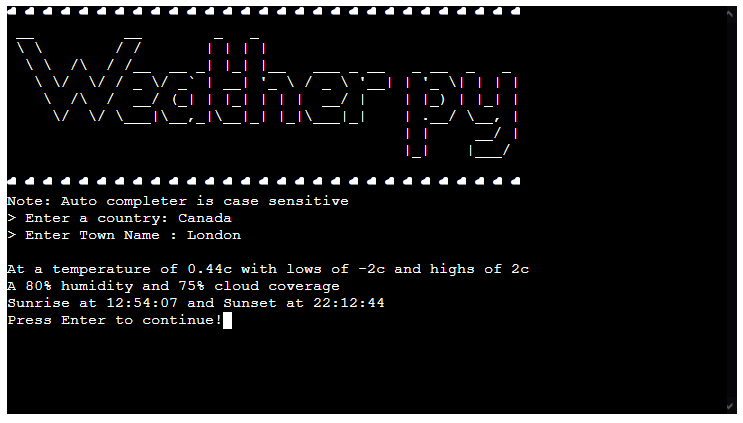 Weather py
Note: Auto completer is case sensitive
> Enter a country: Canada
> Enter Town Name : London
At a temperature of 0.44c with lows of -2c and highs of 2c
A 80% humidity and 75% cloud coverage
Sunrise at 12:54:07 and Sunset at 22:12:44
Press Enter to continue!